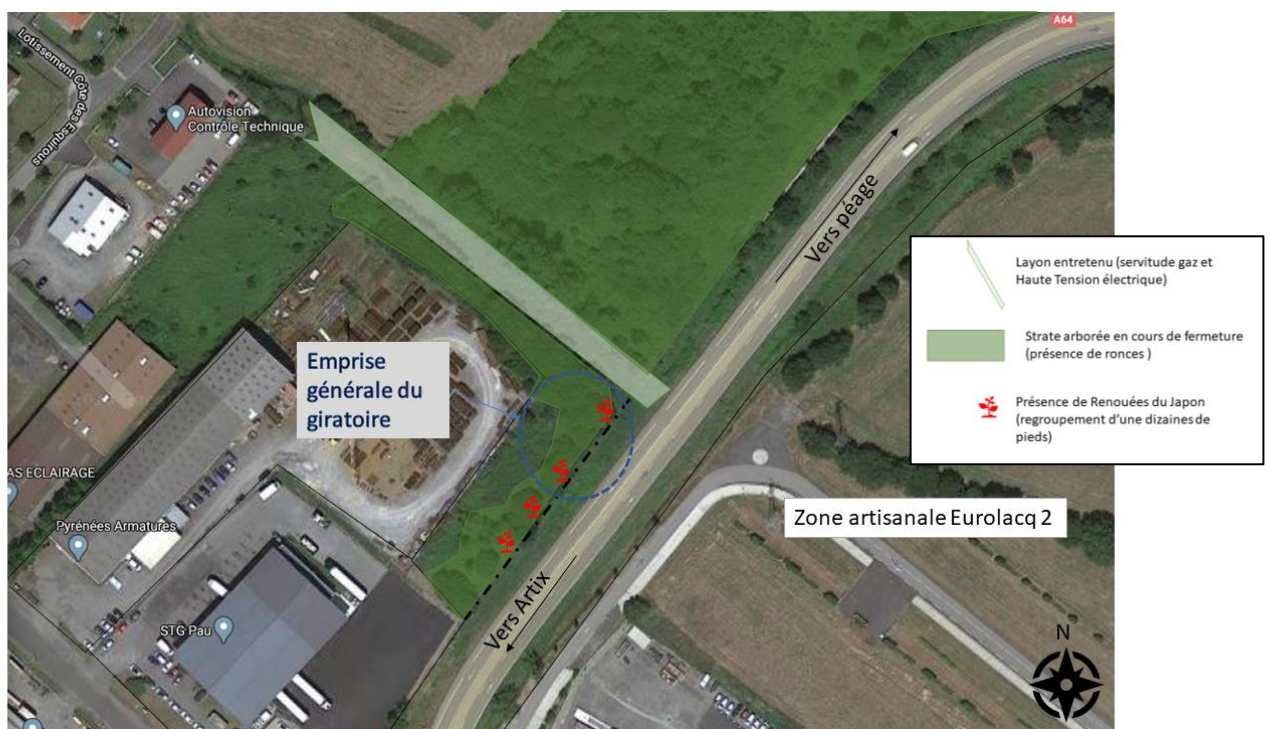 A64
Lotissement Côte des Esquirous
Autovision
Contrôle Technique
Vers péage
Layon entretenu (servitude gaz et
Haute Tension électrique)
Strate arborée en cours de fermeture
(présence de ronces )
Présence de Renouées du Japon
(regroupement d'une dizaines de
pieds)
Emprise
générale du
giratoire
AS ECLAIRAGE
Pyrénées Armatures
Zone artisanale Eurolacq 2
STG Pau
Vers Artix
N